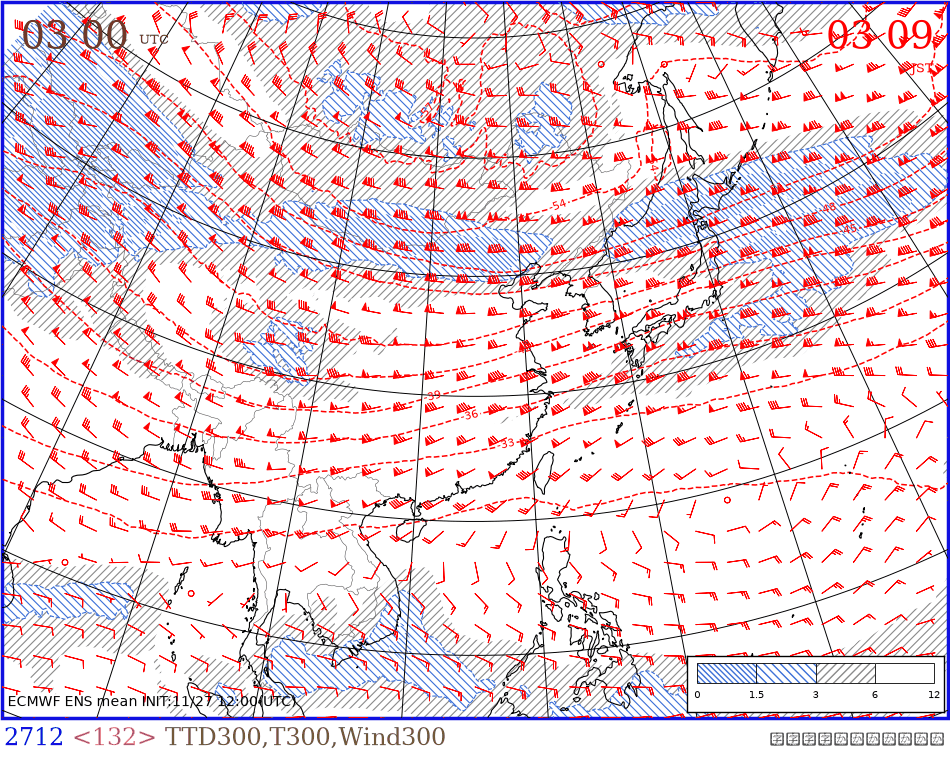 03 00 UTC
03 09 JST
-54
-48
-45
-39
-36
-33
0 1.5 3 6 12
ECMWF ENS mean INIT:11/27 12:00(UTC)
2712 <132> TTD300,T300,Wind300